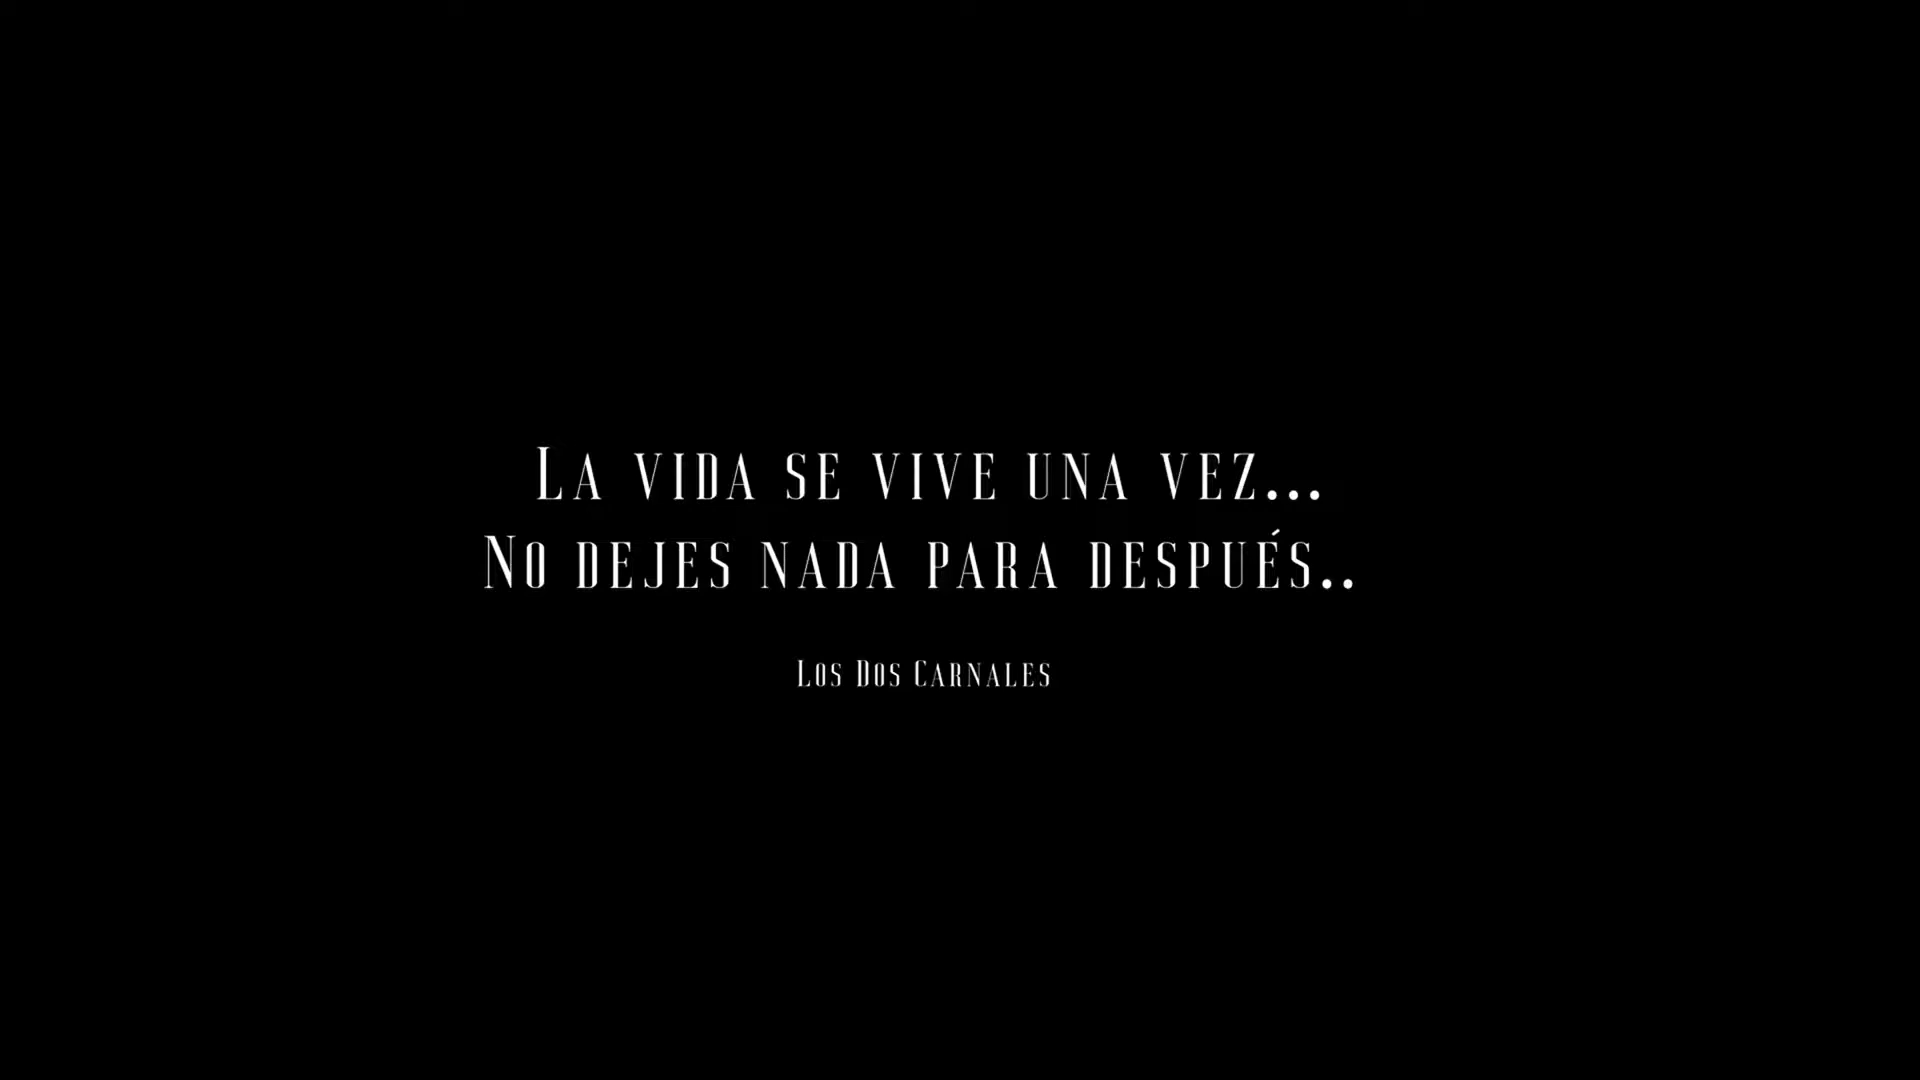 La vida se vive una vez...
No dejes nada para después..
Los Dos Carnales